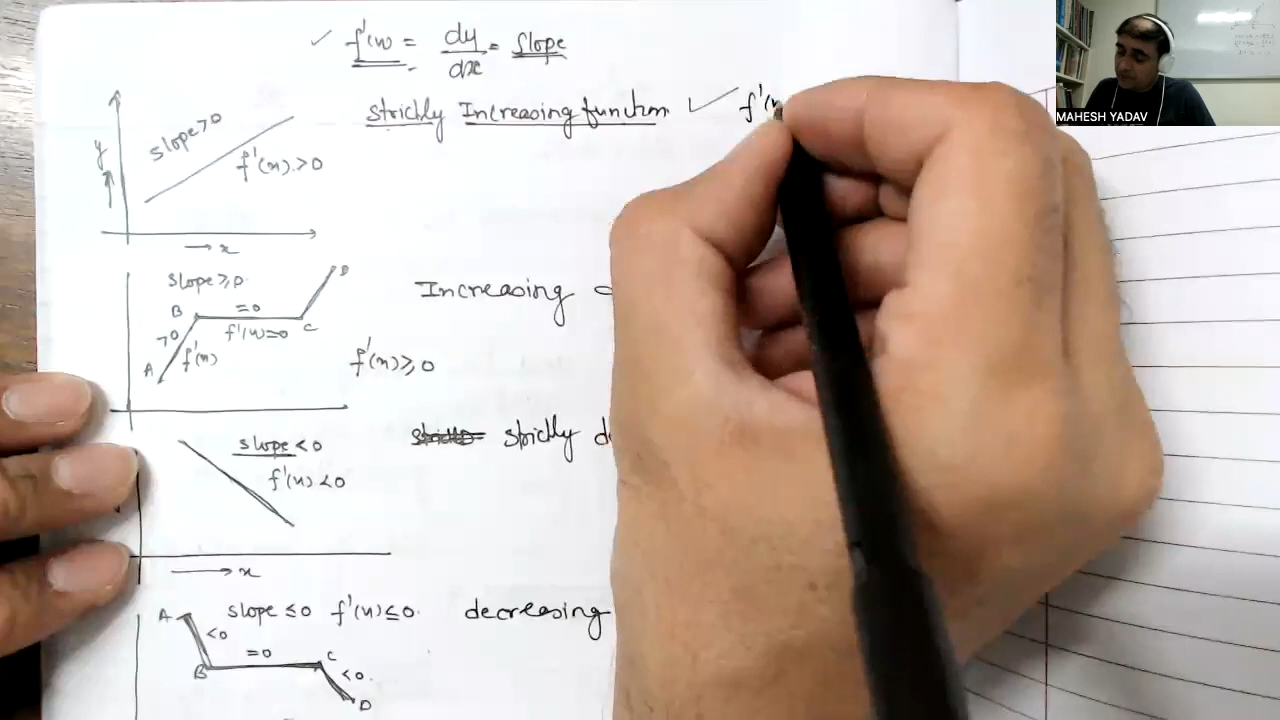 f'(x) = dy/dx = slope
MAHESH YADAV
strictly Increasing function ✓ f'(
y
slope>0
f'(x) >0
→ x
slope ≥0
D
B
=0
f'(x)=0
C
>0
f'(x)
A
Increasing
f'(x)≥0
slope <0
f'(x) <0
strictly
→ x
A
slope ≤0 f'(x)≤0.
decreasing
<0
=0
B
C
<0.
D